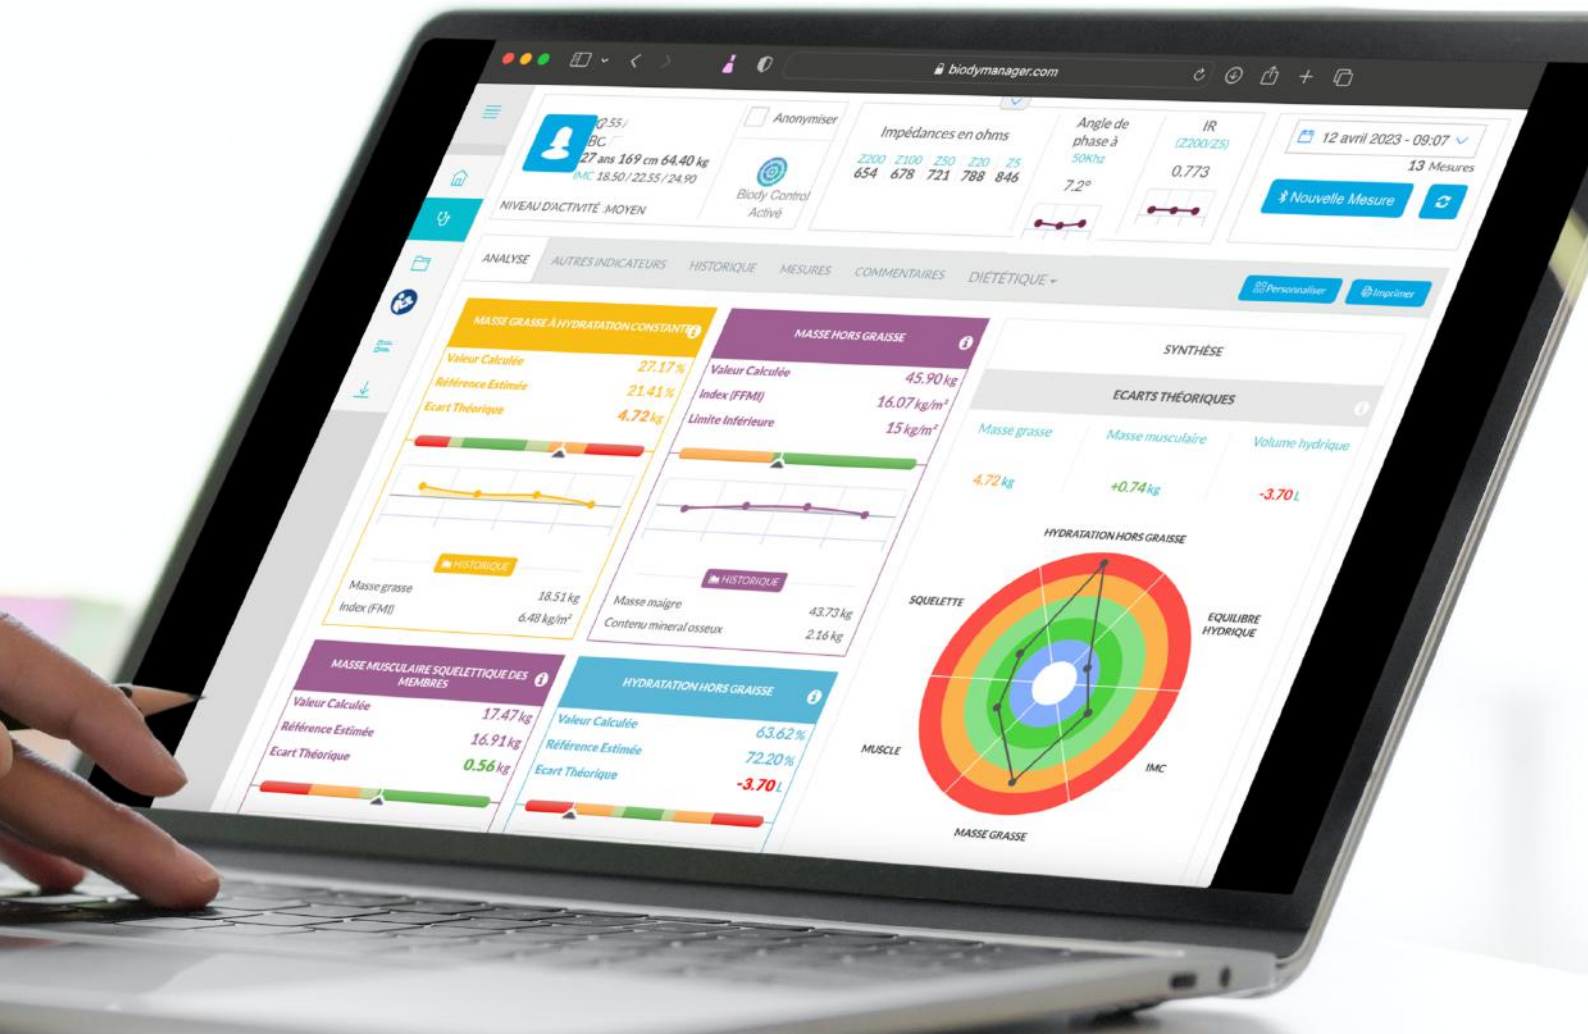 biodymanager.com
BC
27 ans 169 cm 64.40 kg
IMC 18.50 / 22.55 / 24.90
NIVEAU D'ACTIVITÉ : MOYEN
Anonymiser
Biody Control
Activé
Impédances en ohms
Z200 Z100 Z50 Z20 Z5
654 678 721 788 846
Angle de
phase à
50Khz
7.2°
IR
(Z200/Z5)
0.773
12 avril 2023 - 09:07
13 Mesures
Nouvelle Mesure
ANALYSE
AUTRES INDICATEURS
HISTORIQUE
MESURES
COMMENTAIRES
DIÉTÉTIQUE
Personnaliser
Imprimer
MASSE GRASSE À HYDRATATION CONSTANTE
Valeur Calculée 27.17 %
Référence Estimée 21.41 %
Ecart Théorique 4.72 kg
HISTORIQUE
Masse grasse 18.51 kg
Index (FMI) 6.48 kg/m²
MASSE HORS GRAISSE
Valeur Calculée 45.90 kg
Index (FFMI) 16.07 kg/m²
Limite Inférieure 15 kg/m²
HISTORIQUE
Masse maigre 43.73 kg
Contenu mineral osseux 2.16 kg
MASSE MUSCULAIRE SQUELETTIQUE DES
MEMBRES
Valeur Calculée 17.47 kg
Référence Estimée 16.91 kg
Ecart Théorique 0.56 kg
HYDRATATION HORS GRAISSE
Valeur Calculée 63.62 %
Référence Estimée 72.20 %
Ecart Théorique -3.70 L
SYNTHÈSE
ECARTS THÉORIQUES
Masse grasse
Masse musculaire
Volume hydrique
4.72 kg
+0.74 kg
-3.70 L
HYDRATATION HORS GRAISSE
SQUELETTE
EQUILIBRE
HYDRIQUE
MUSCLE
IMC
MASSE GRASSE